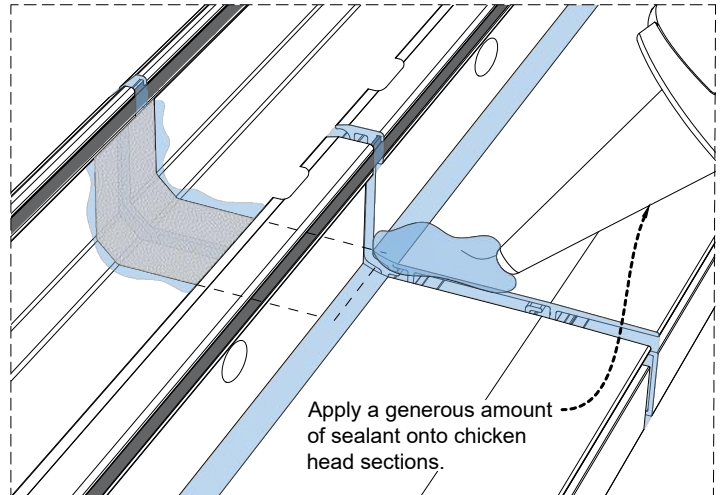 Apply a generous amount
of sealant onto chicken
head sections.